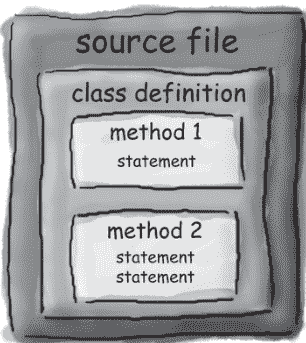 source file
class definition
method 1
statement
method 2
statement
statement